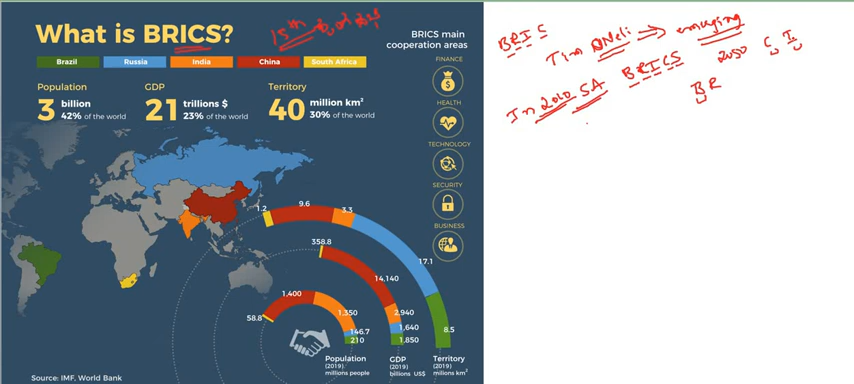 What is BRICS?
15th
BRICS main
cooperation areas
Brazil
Russia
India
China
South Africa
Population
3 billion
42% of the world
GDP
21 trillions $
23% of the world
Territory
40 million km²
30% of the world
FINANCE
HEALTH
TECHNOLOGY
SECURITY
BUSINESS
1.2
9.6
3.3
17.1
8.5
358.8
14,140
2,940
1,640
1,850
58.8
1,400
1,350
146.7
210
Population
(2019)
millions people
GDP
(2019)
billions US$
Territory
(2019)
milions km²
Source: IMF, World Bank
BRICS
Tim ONeli ⇒ emerging
2050 C I
In 2010 SA BRICS
BR